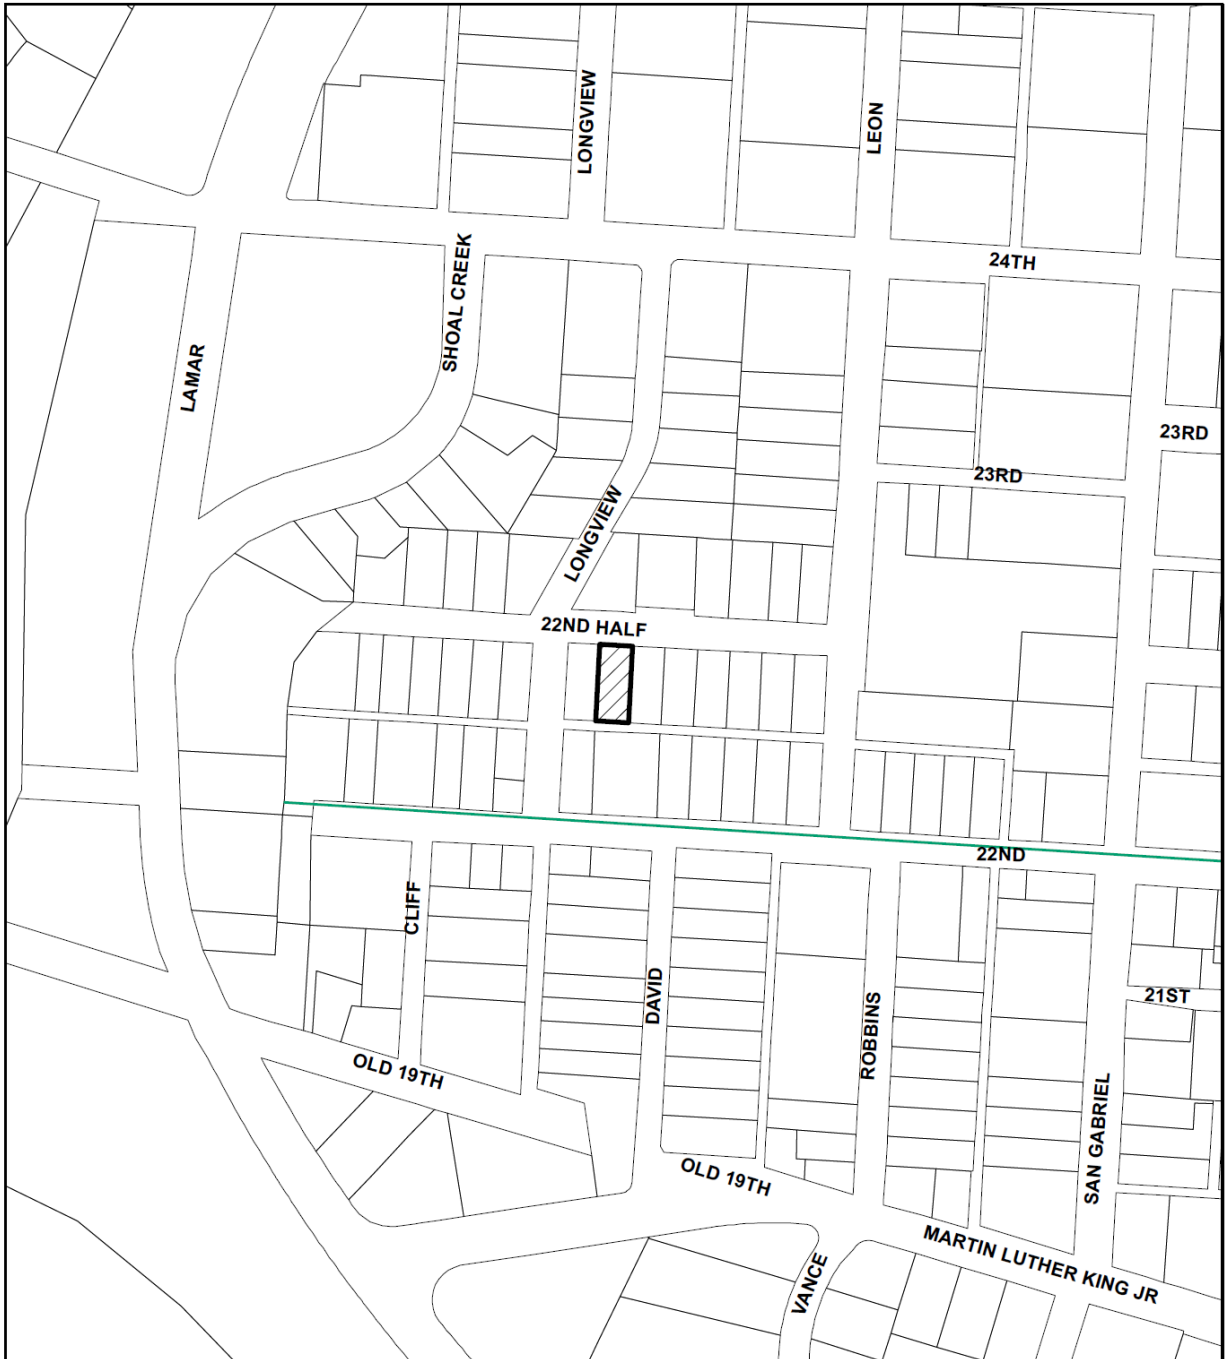 LONGVIEW
LEON
SHOAL CREEK
24TH
LAMAR
23RD
23RD
LONGVIEW
22ND HALF
22ND
CLIFF
DAVID
ROBBINS
21ST
OLD 19TH
SAN GABRIEL
OLD 19TH
MARTIN LUTHER KING JR
VANCE